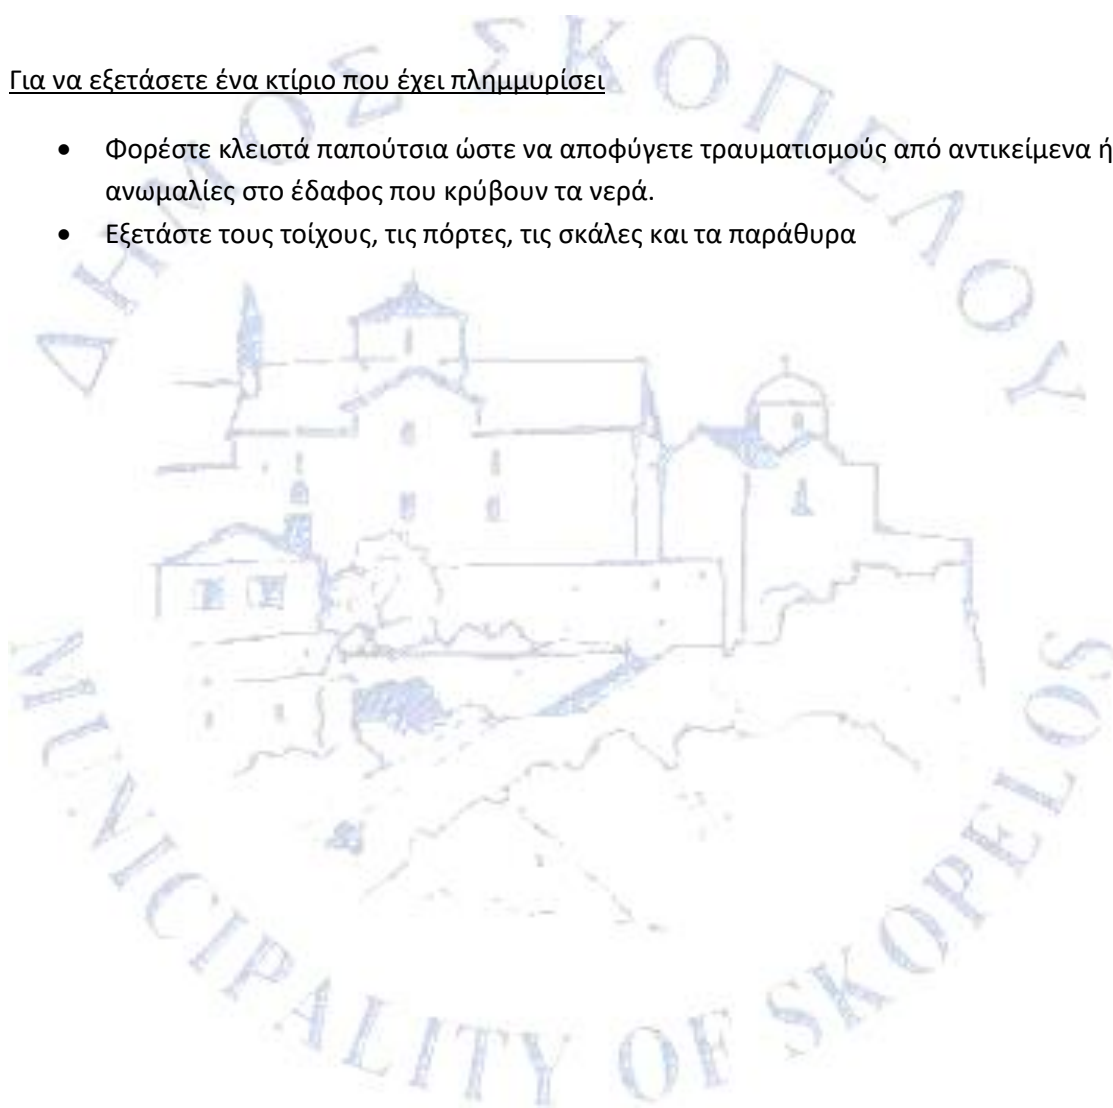 ΔΗΜΟΣ ΣΚΟΠΕΛΟΥ
Για να εξετάσετε ένα κτίριο που έχει πλημμυρίσει
• Φορέστε κλειστά παπούτσια ώστε να αποφύγετε τραυματισμούς από αντικείμενα ή
ανωμαλίες στο έδαφος που κρύβουν τα νερά.
• Εξετάστε τους τοίχους, τις πόρτες, τις σκάλες και τα παράθυρα
MUNICIPALITY OF SKOPELOS